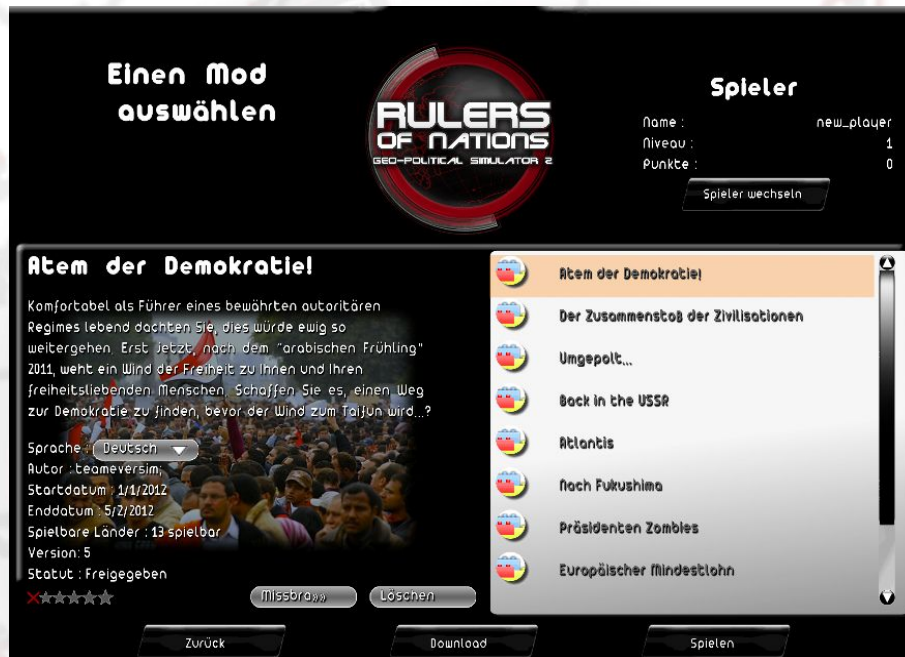 Einen Mod
auswählen
RULERS
OF NATIONS
GEO-POLITICAL SIMULATOR 2
Spieler
Name : new_player
Niveau : 1
Punkte : 0
Spieler wechseln
Atem der Demokratie!
Komfortabel als Führer eines bewährten autoritären
Regimes lebend dachten Sie, dies würde ewig so
weitergehen. Erst jetzt, nach dem "arabischen Frühling"
2011, weht ein Wind der Freiheit zu Ihnen und Ihren
freiheitsliebenden Menschen. Schaffen Sie es, einen Weg
zur Demokratie zu finden, bevor der Wind zum Taifun wird...?
Sprache : Deutsch
Autor : teameversim;
Startdatum : 1/1/2012
Enddatum : 5/2/2012
Spielbare Länder : 13 spielbar
Version: 5
Statut : Freigegeben
Missbra»»
Löschen
Atem der Demokratie!
Der Zusammenstoß der Zivilisationen
Umgepolt...
Back in the USSR
Atlantis
Nach Fukushima
Präsidenten Zombies
Europäischer Mindestlohn
Zurück
Download
Spielen